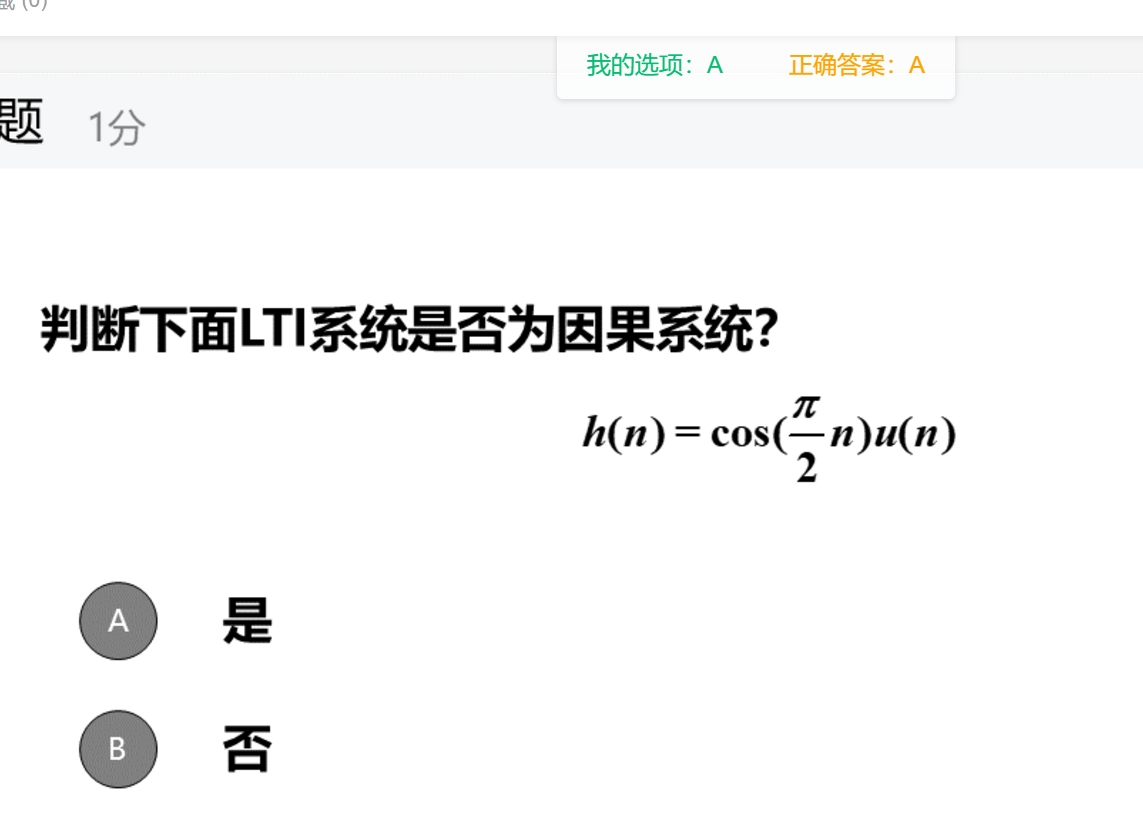 (0)
我的选项：A 正确答案：A
题 1分
判断下面LTI系统是否为因果系统?
h(n) = cos(π/2 n)u(n)
A 是
B 否